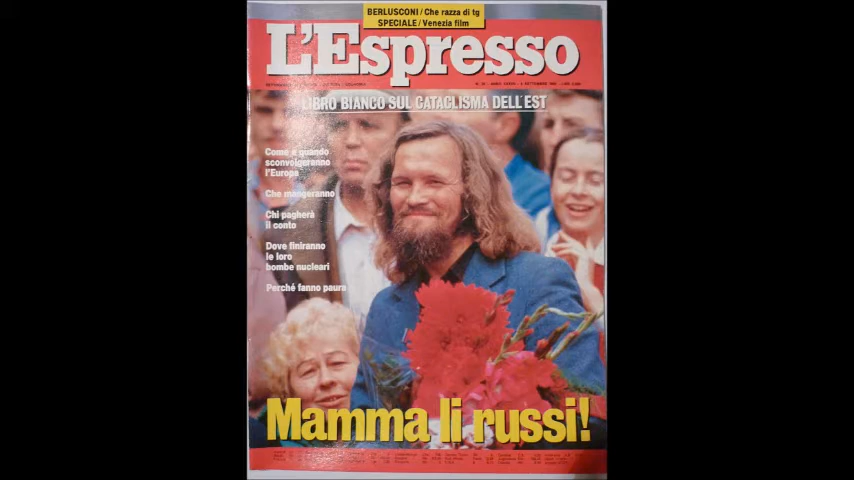 BERLUSCONI / Che razza di tg
SPECIALE / Venezia film
L'Espresso
LIBRO BIANCO SUL CATACLISMA DELL'EST
Come e quando
sconvolgeranno
l'Europa
Che mangeranno
Chi pagherà
il conto
Dove finiranno
le loro
bombe nucleari
Perché fanno paura
Mamma li russi!